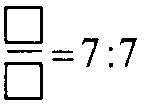 □/□ = 7:7